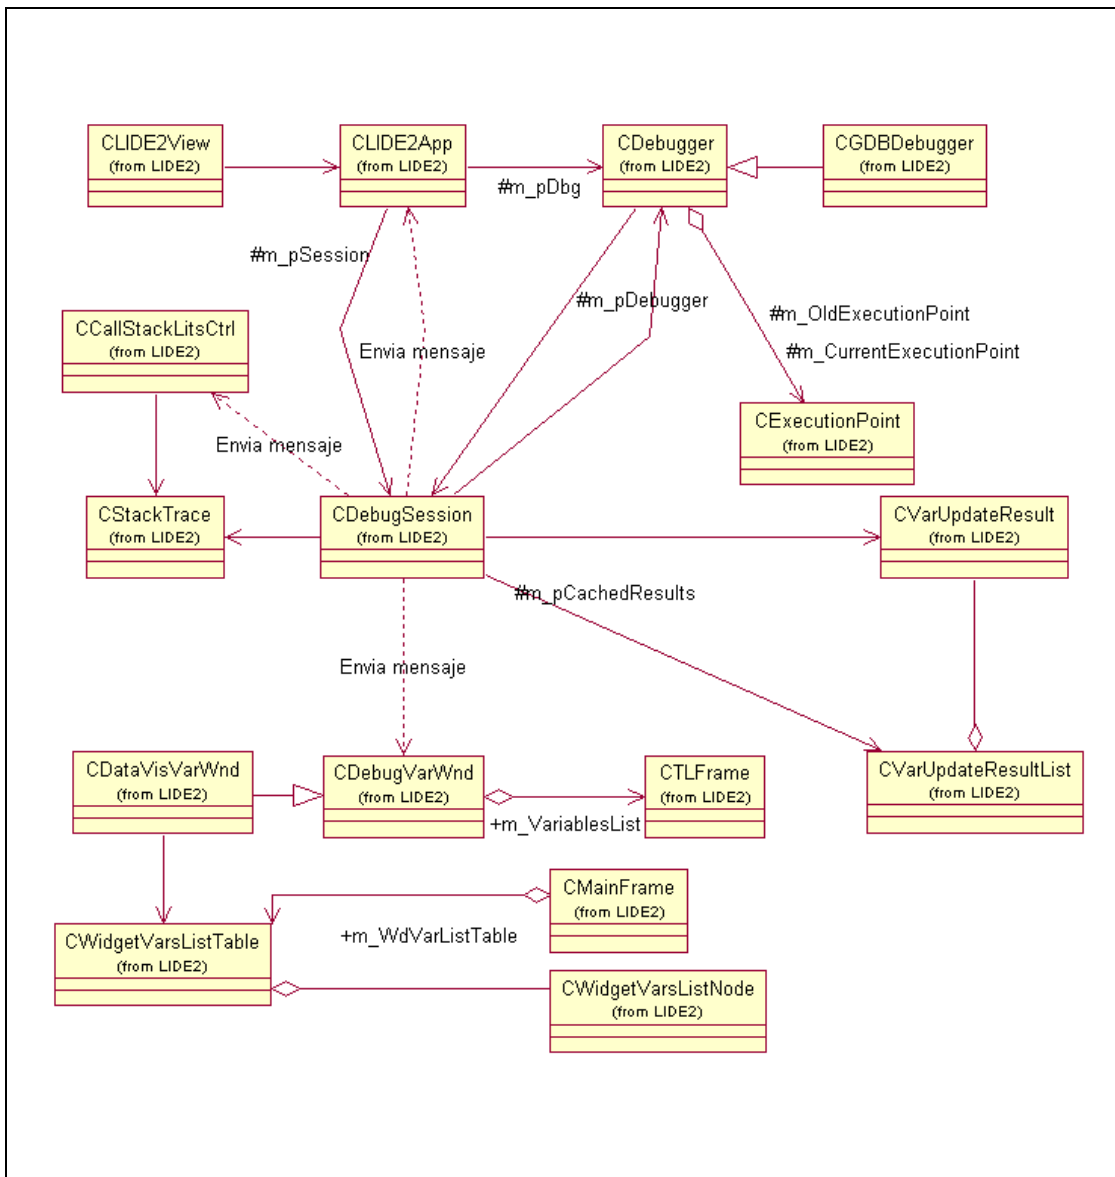 CLIDE2View
(from LIDE2)
CLIDE2App
(from LIDE2)
CDebugger
(from LIDE2)
CGDBDebugger
(from LIDE2)
#m_pDbg
#m_pSession
#m_pDebugger
#m_OldExecutionPoint
#m_CurrentExecutionPoint
CCallStackLitsCtrl
(from LIDE2)
Envia mensaje
Envia mensaje
CExecutionPoint
(from LIDE2)
CStackTrace
(from LIDE2)
CDebugSession
(from LIDE2)
CVarUpdateResult
(from LIDE2)
#m_pCachedResults
Envia mensaje
CDataVisVarWnd
(from LIDE2)
CDebugVarWnd
(from LIDE2)
CTLFrame
(from LIDE2)
CVarUpdateResultList
(from LIDE2)
+m_VariablesList
CMainFrame
(from LIDE2)
+m_WdVarListTable
CWidgetVarsListTable
(from LIDE2)
CWidgetVarsListNode
(from LIDE2)